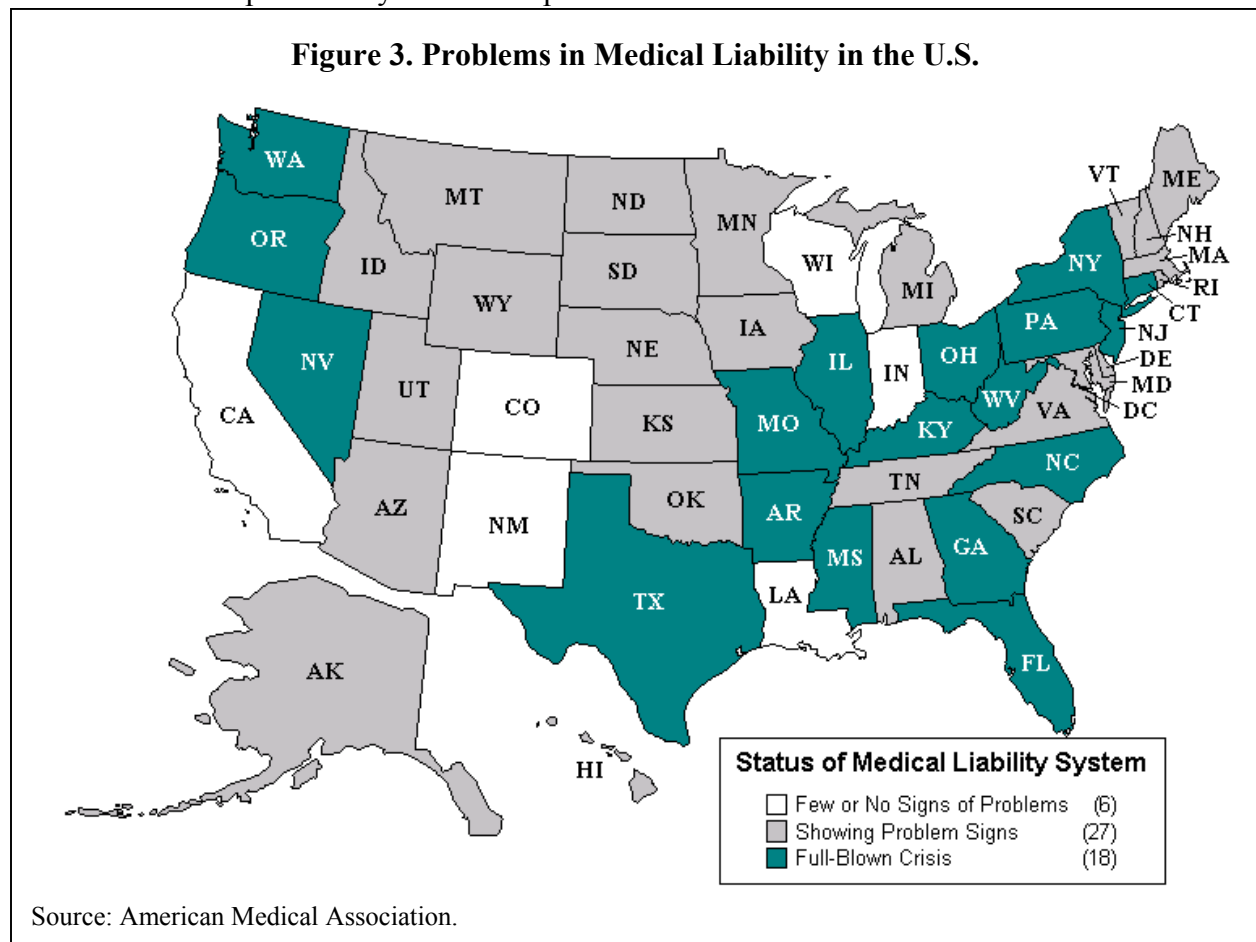 Figure 3. Problems in Medical Liability in the U.S.
WA
MT
ND
MN
VT
ME
OR
ID
SD
WI
NY
NH
MA
WY
MI
RI
CT
IA
PA
NV
NE
IL
IN
OH
NJ
DE
UT
CO
MD
CA
WV
VA
DC
KS
MO
KY
NC
TN
AZ
NM
OK
AR
SC
MS
AL
GA
TX
LA
AK
FL
HI
Status of Medical Liability System
Few or No Signs of Problems (6)
Showing Problem Signs (27)
Full-Blown Crisis (18)
Source: American Medical Association.